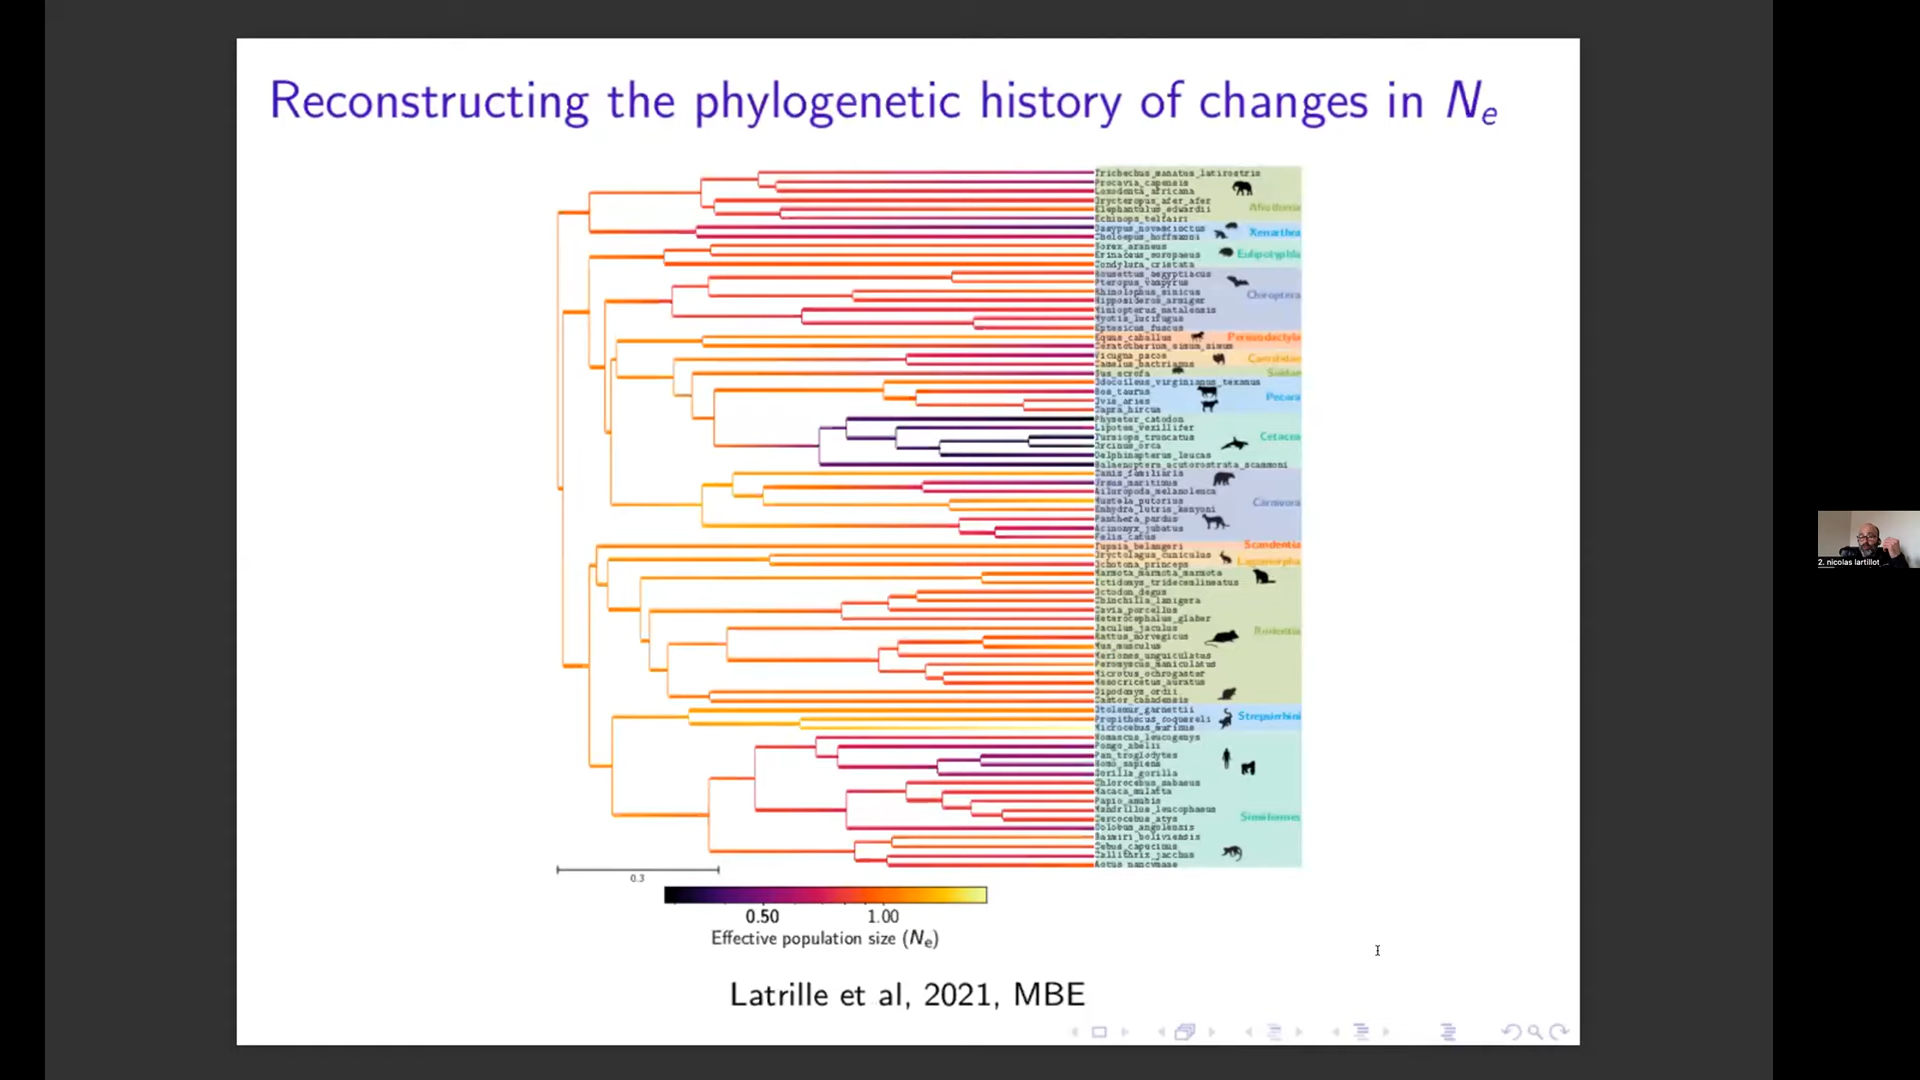 Reconstructing the phylogenetic history of changes in Ne
Trichechus_manatus_latirostris
Procavia_capensis
Loxodonta_africana
Orycteropus_afer_afer
Afrotheria
Elephantulus_edwardii
Echinops_telfairi
Dasypus_novemcinctus
Xenarthra
Choloepus_hoffmanni
Sorex_araneus
Erinaceus_europaeus
Eulipotyphla
Condylura_cristata
Rousettus_aegyptiacus
Pteropus_vampyrus
Rhinolophus_sinicus
Chiroptera
Hipposideros_armiger
Miniopterus_natalensis
Myotis_lucifugus
Eptesicus_fuscus
Equus_caballus
Perissodactyla
Ceratotherium_simum_simum
Vicugna_pacos
Camelus_bactrianus
Sus_scrofa
Odocoileus_virginianus_texanus
Bos_taurus
Pecora
Ovis_aries
Capra_hircus
Physeter_catodon
Lipotes_vexillifer
Tursiops_truncatus
Cetacea
Orcinus_orca
Delphinapterus_leucas
Balaenoptera_acutorostrata_scammoni
Canis_familiaris
Ursus_maritimus
Ailuropoda_melanoleuca
Mustela_putorius
Carnivora
Enhydra_lutris_kenyoni
Panthera_pardus
Acinonyx_jubatus
Felis_catus
Tupaia_belangeri
Scandentia
Oryctolagus_cuniculus
Lagomorpha
Ochotona_princeps
Marmota_marmota_marmota
Ictidomys_tridecemlineatus
Octodon_degus
Chinchilla_lanigera
Cavia_porcellus
Heterocephalus_glaber
Jaculus_jaculus
Rodentia
Rattus_norvegicus
Mus_musculus
Meriones_unguiculatus
Peromyscus_maniculatus
Microtus_ochrogaster
Mesocricetus_auratus
Dipodomys_ordii
Castor_canadensis
Otolemur_garnettii
Propithecus_coquereli
Strepsirrhini
Microcebus_murinus
Nomascus_leucogenys
Pongo_abelii
Pan_troglodytes
Homo_sapiens
Gorilla_gorilla
Chlorocebus_sabaeus
Macaca_mulatta
Papio_anubis
Mandrillus_leucophaeus
Cercocebus_atys
Simiiformes
Colobus_angolensis
Saimiri_boliviensis
Cebus_capucinus
Callithrix_jacchus
Aotus_nancymaae
0.3
0.50 1.00
Effective population size (Ne)
Latrille et al, 2021, MBE
2. nicolas lartillot